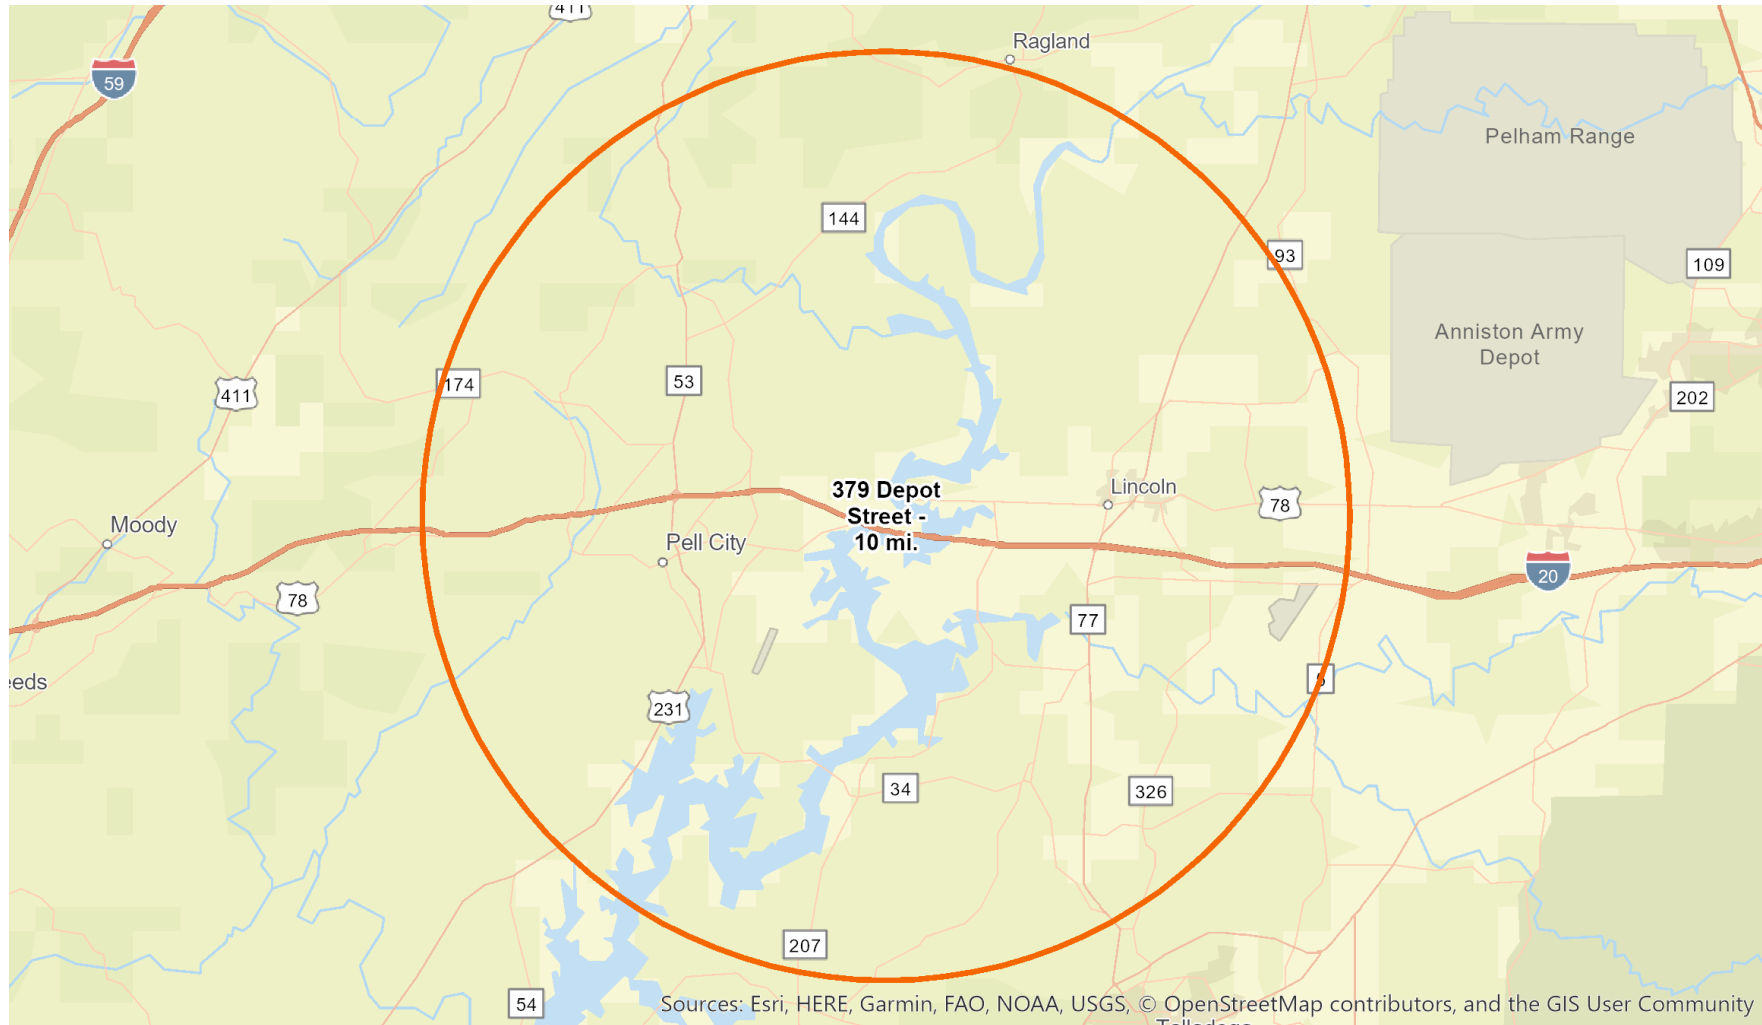 411
Ragland
59
Pelham Range
144
93
109
Anniston Army
Depot
174
53
411
202
379 Depot
Street -
10 mi.
Lincoln
78
Moody
Pell City
20
78
77
eeds
231
34
326
207
54
Sources: Esri, HERE, Garmin, FAO, NOAA, USGS, © OpenStreetMap contributors, and the GIS User Community